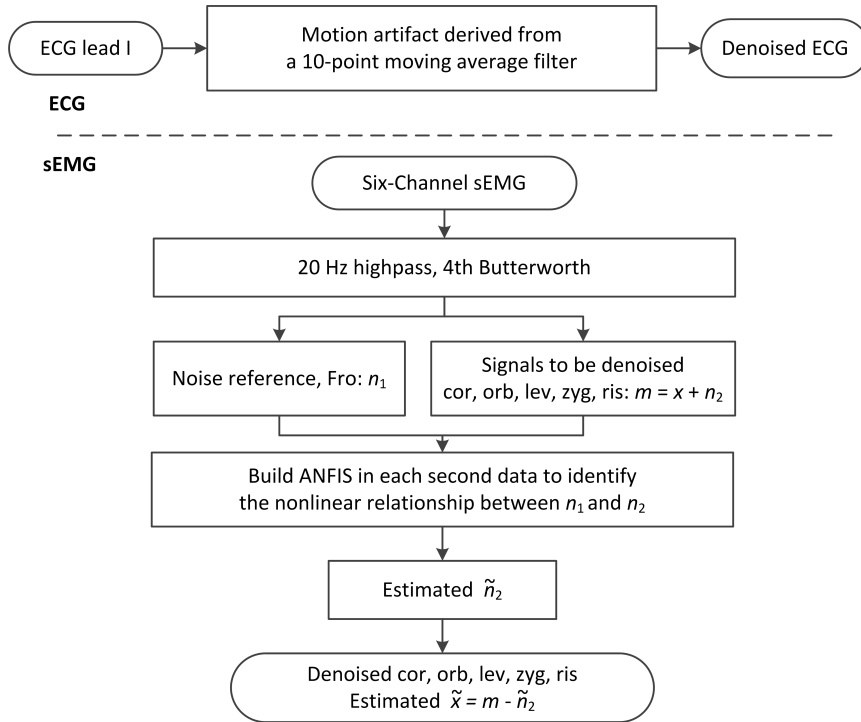 ECG lead I
Motion artifact derived from
a 10-point moving average filter
Denoised ECG
ECG
sEMG
Six-Channel sEMG
20 Hz highpass, 4th Butterworth
Noise reference, Fro: n₁
Signals to be denoised
cor, orb, lev, zyg, ris: m = x + n₂
Build ANFIS in each second data to identify
the nonlinear relationship between n₁ and n₂
Estimated ñ₂
Denoised cor, orb, lev, zyg, ris
Estimated x̃ = m - ñ₂